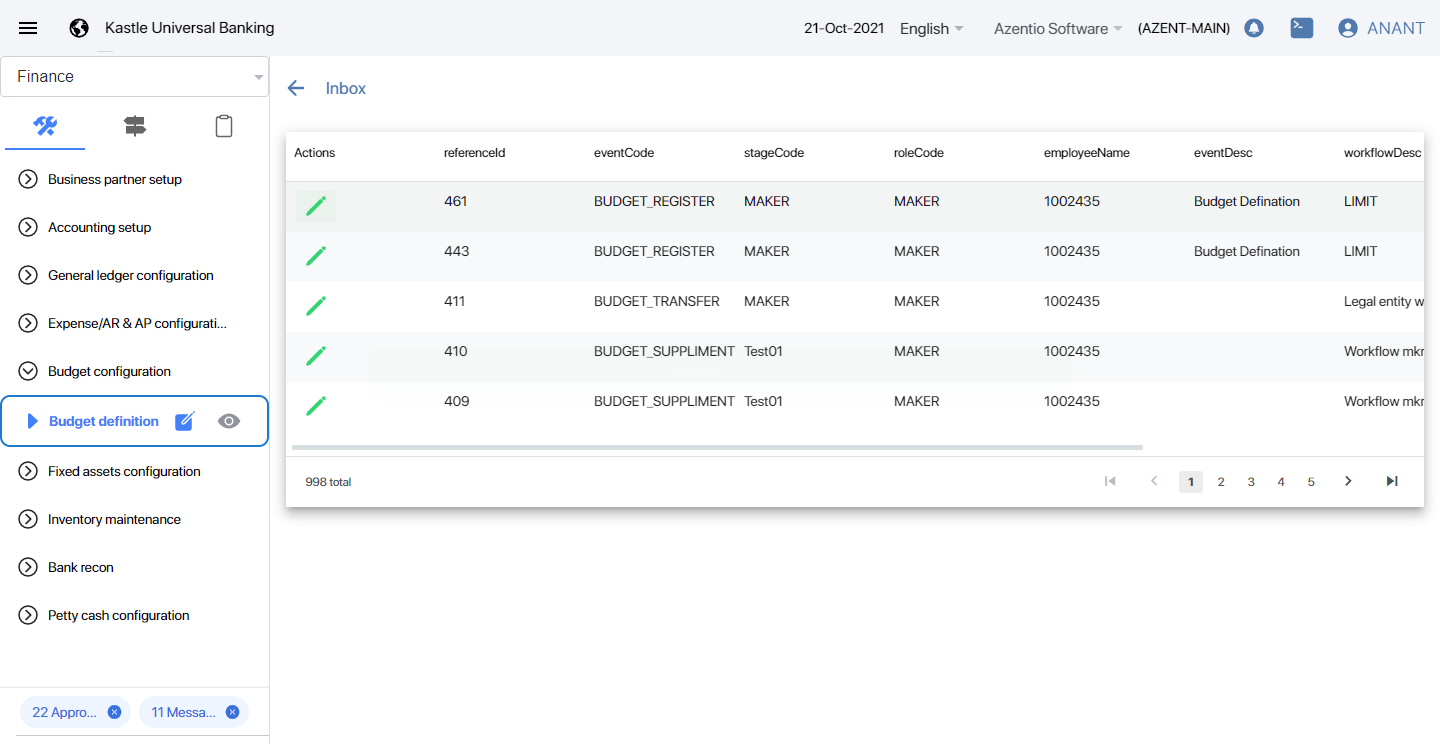 Kastle Universal Banking
21-Oct-2021 English Azentio Software (AZENT-MAIN) ANANT
Finance
Business partner setup
Accounting setup
General ledger configuration
Expense/AR & AP configurati...
Budget configuration
Budget definition
Fixed assets configuration
Inventory maintenance
Bank recon
Petty cash configuration
22 Appro... 11 Messa...
Inbox
Actions referenceId eventCode stageCode roleCode employeeName eventDesc workflowDesc
461 BUDGET_REGISTER MAKER MAKER 1002435 Budget Defination LIMIT
443 BUDGET_REGISTER MAKER MAKER 1002435 Budget Defination LIMIT
411 BUDGET_TRANSFER MAKER MAKER 1002435 Legal entity w
410 BUDGET_SUPPLIMENT Test01 MAKER 1002435 Workflow mkr
409 BUDGET_SUPPLIMENT Test01 MAKER 1002435 Workflow mkr
998 total 1 2 3 4 5